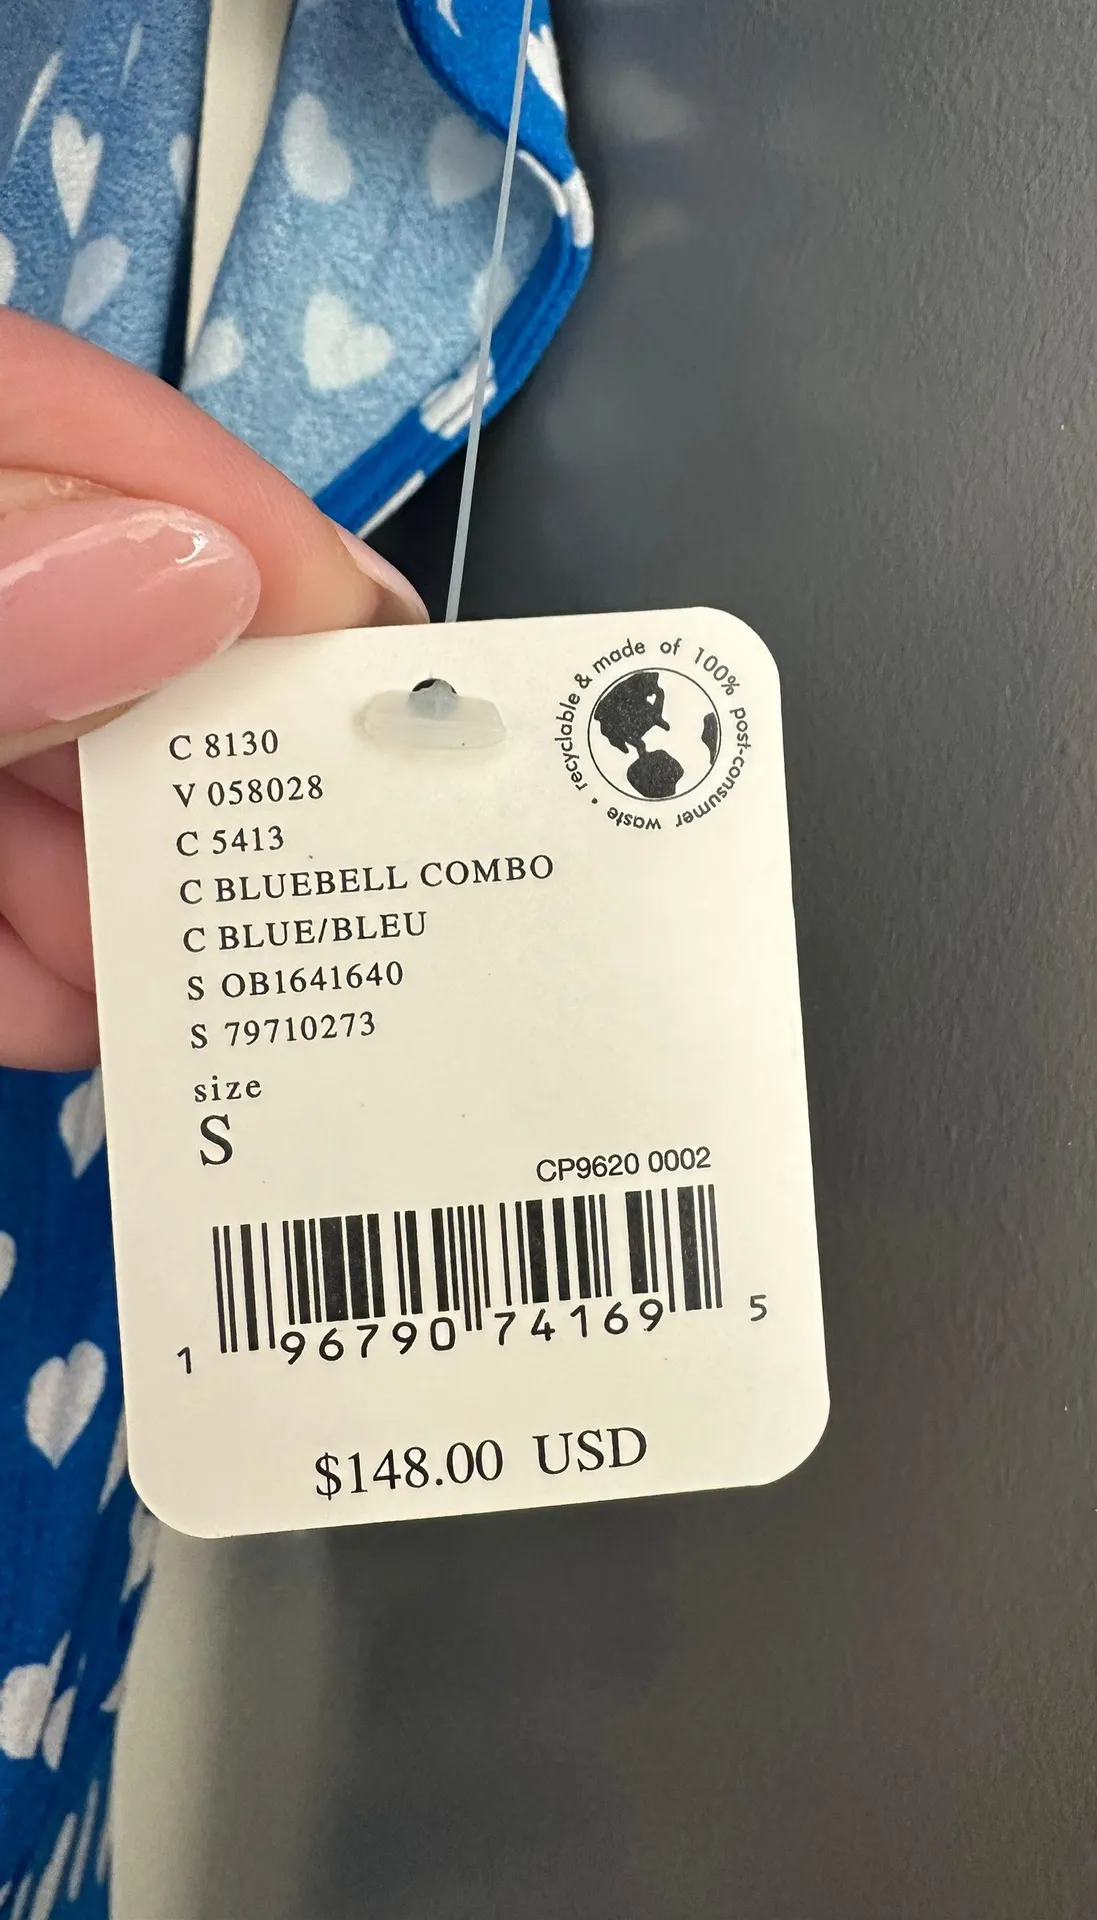 recyclable & made of 100% post-consumer waste •
C 8130
V 058028
C 5413
C BLUEBELL COMBO
C BLUE/BLEU
S OB1641640
S 79710273
size
S
CP9620 0002
1 96790 74169 5
$148.00 USD